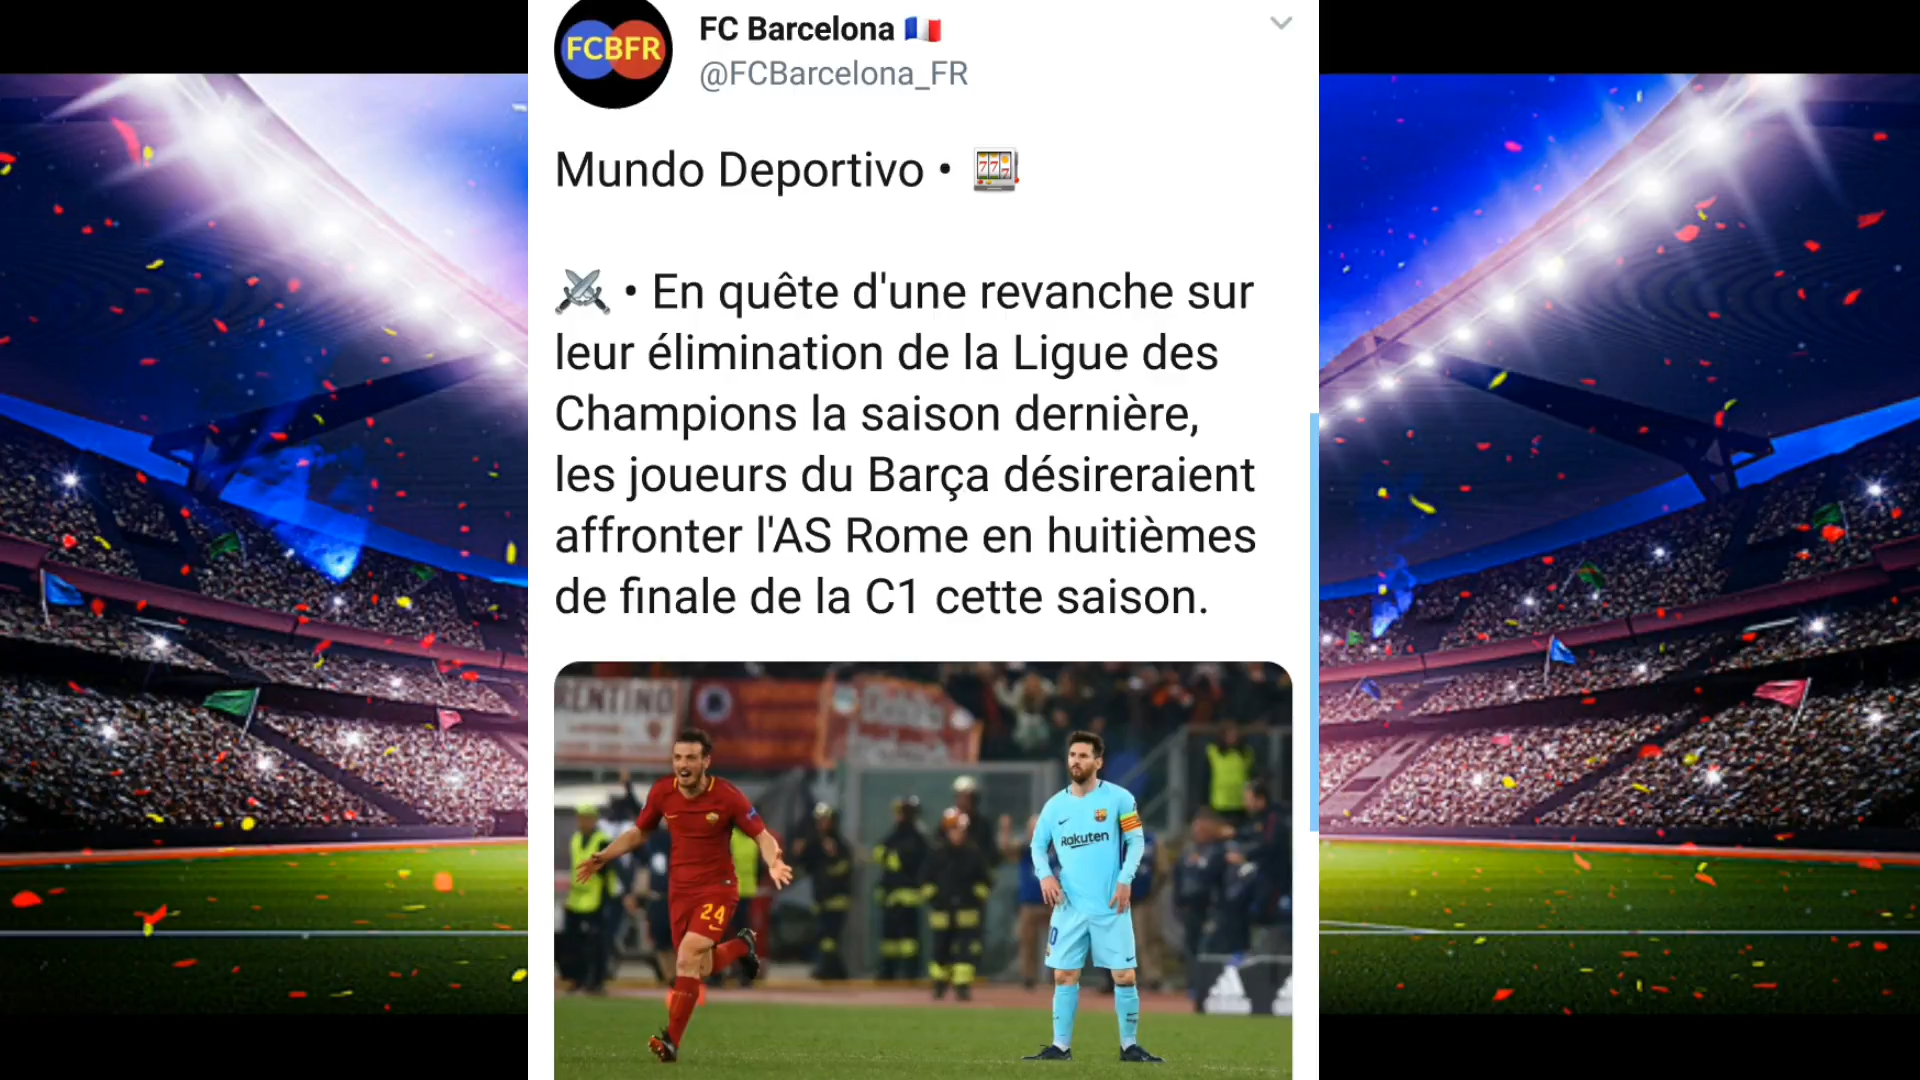 FCBFR
FC Barcelona 🇫🇷
@FCBarcelona_FR
Mundo Deportivo • 🎰
⚔️ • En quête d'une revanche sur
leur élimination de la Ligue des
Champions la saison dernière,
les joueurs du Barça désireraient
affronter l'AS Rome en huitièmes
de finale de la C1 cette saison.
RENTINO
Rakuten
24
adidas